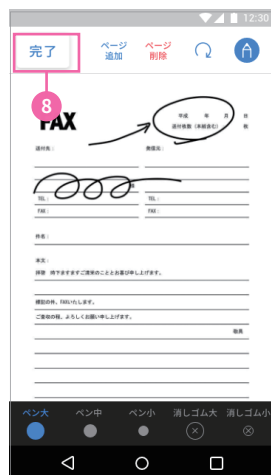 12:30
完了
ページ
追加
ページ
削除
A
8
FAX
平成 年 月 日
送付枚数(本紙含む) 枚
送付先:
発信元:
様
TEL:
TEL:
FAX:
FAX:
件名:
本文:
拝啓 時下ますますご清栄のこととお喜び申し上げます。
標記の件、FAXいたします。
ご査収の程、よろしくお願い申し上げます。
敬具
ペン大 ペン中 ペン小 消しゴム大 消しゴム小